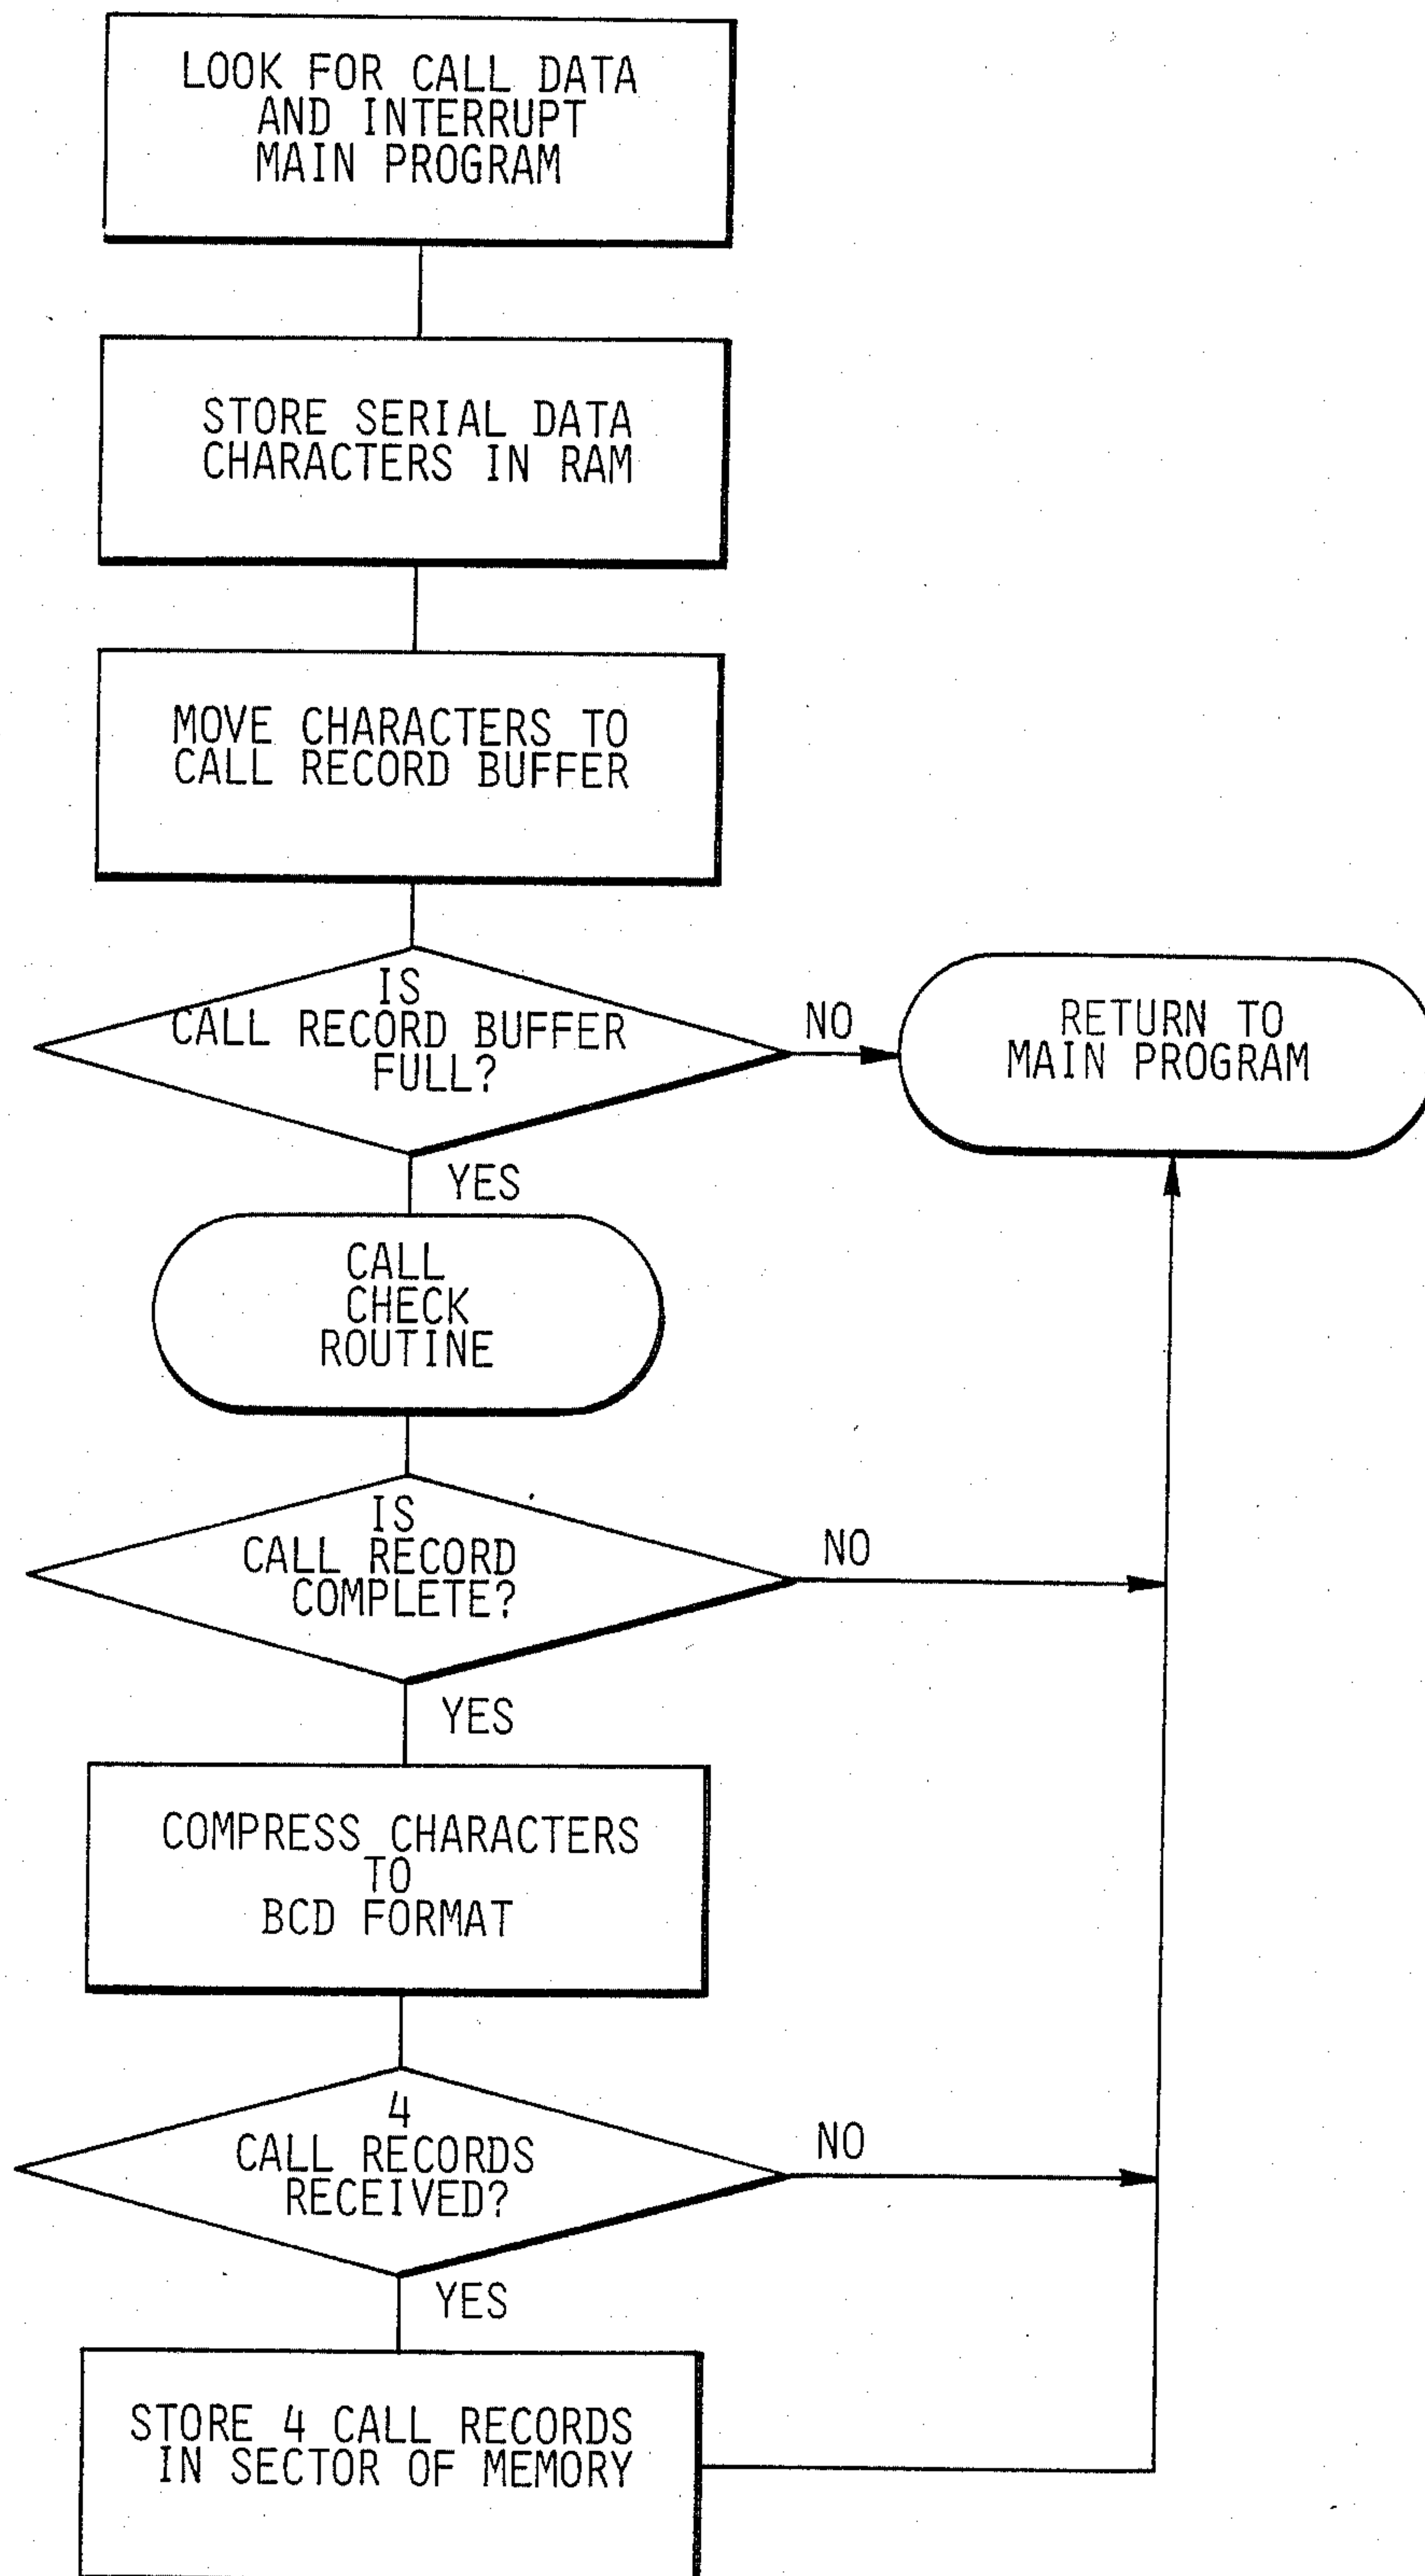 LOOK FOR CALL DATA
AND INTERRUPT
MAIN PROGRAM
STORE SERIAL DATA
CHARACTERS IN RAM
MOVE CHARACTERS TO
CALL RECORD BUFFER
IS
CALL RECORD BUFFER
FULL?
NO
RETURN TO
MAIN PROGRAM
YES
CALL
CHECK
ROUTINE
IS
CALL RECORD
COMPLETE?
NO
YES
COMPRESS CHARACTERS
TO
BCD FORMAT
4
CALL RECORDS
RECEIVED?
NO
YES
STORE 4 CALL RECORDS
IN SECTOR OF MEMORY